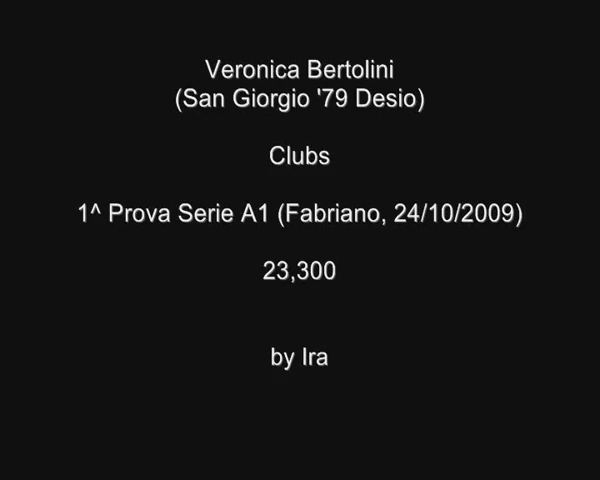 Veronica Bertolini
(San Giorgio '79 Desio)
Clubs
1^ Prova Serie A1 (Fabriano, 24/10/2009)
23,300
by Ira